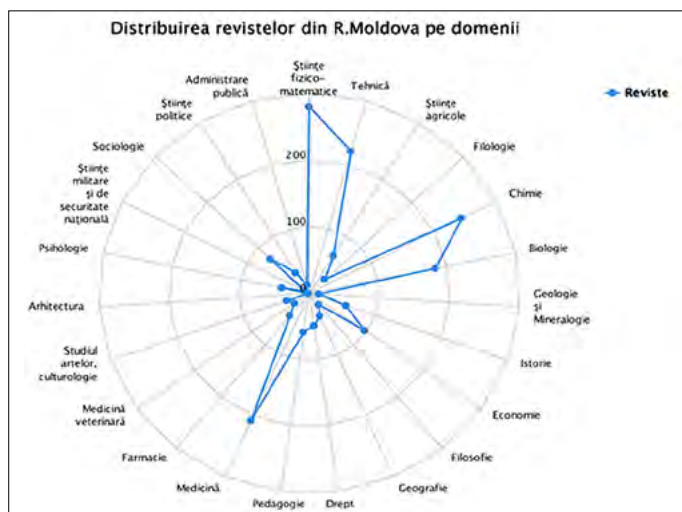 Distribuirea revistelor din R.Moldova pe domenii
Științe
fizico-
matematice
Tehnică
Științe
agricole
Filologie
Chimie
Biologie
Geologie
și
Mineralogie
Istorie
Economie
Filosofie
Geografie
Drept
Pedagogie
Medicină
Farmacie
Medicină
veterinară
Studiul
artelor,
culturologie
Arhitectura
Psihologie
Științe
militare
și de
securitate
națională
Sociologie
Științe
politice
Administrare
publică
200
100
0
Reviste